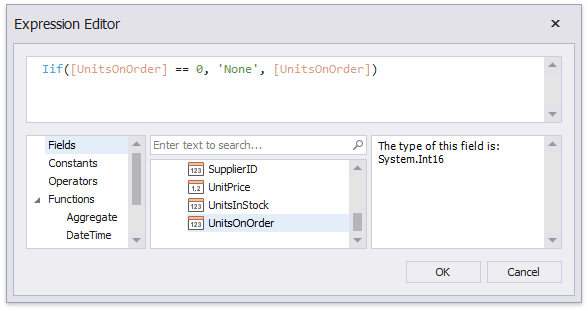 Expression Editor
Iif([UnitsOnOrder] == 0, 'None', [UnitsOnOrder])
Fields
Constants
Operators
Functions
Aggregate
DateTime
Enter text to search...
123 SupplierID
1,2 UnitPrice
123 UnitsInStock
123 UnitsOnOrder
The type of this field is:
System.Int16
OK
Cancel